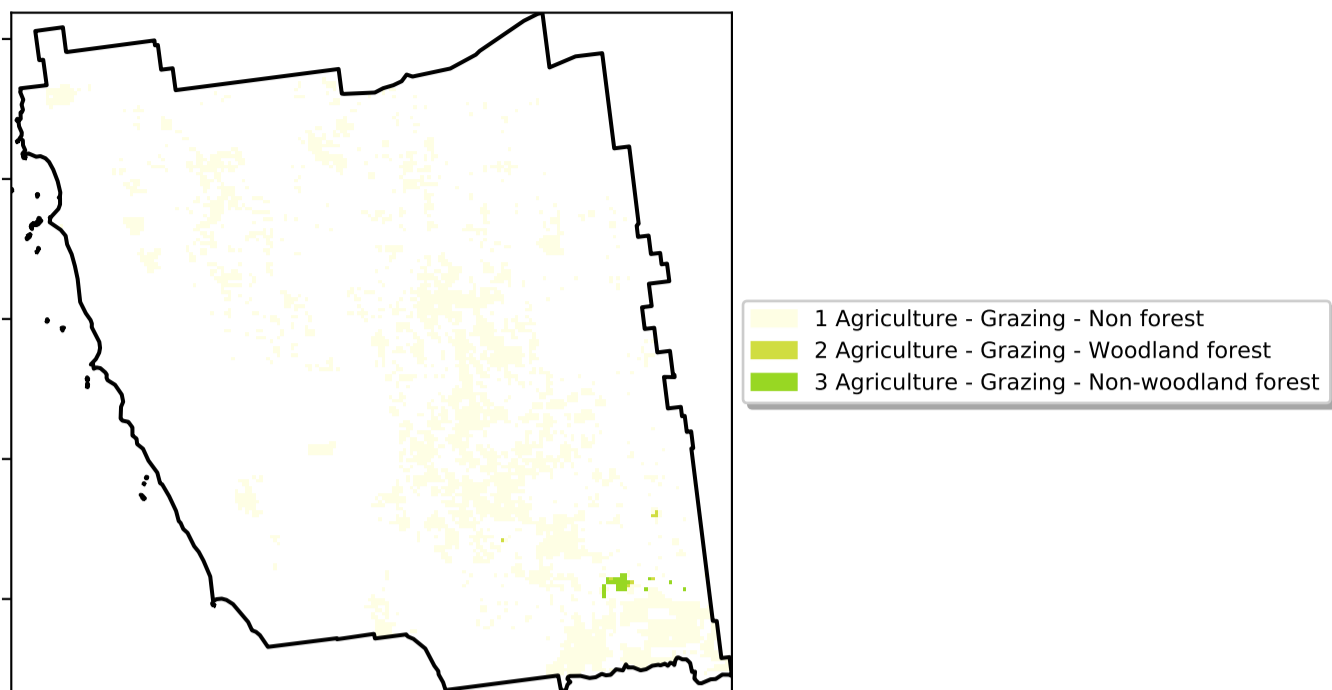 1 Agriculture - Grazing - Non forest
2 Agriculture - Grazing - Woodland forest
3 Agriculture - Grazing - Non-woodland forest